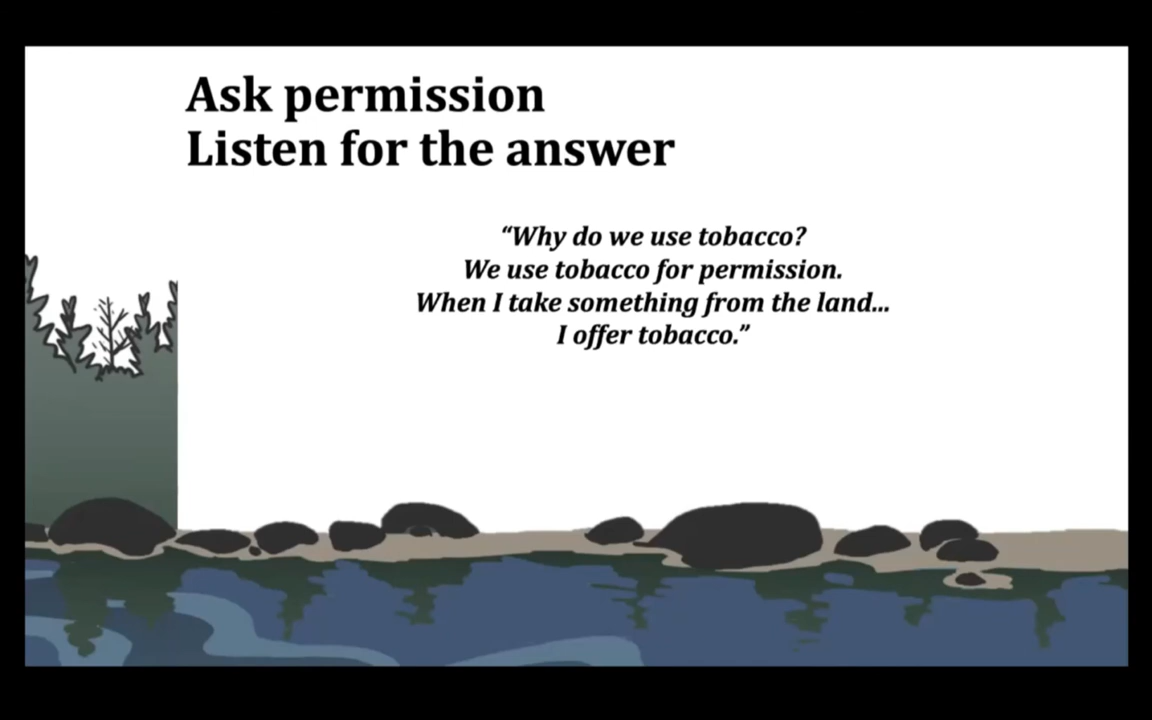 Ask permission
Listen for the answer
“Why do we use tobacco?
We use tobacco for permission.
When I take something from the land...
I offer tobacco.”